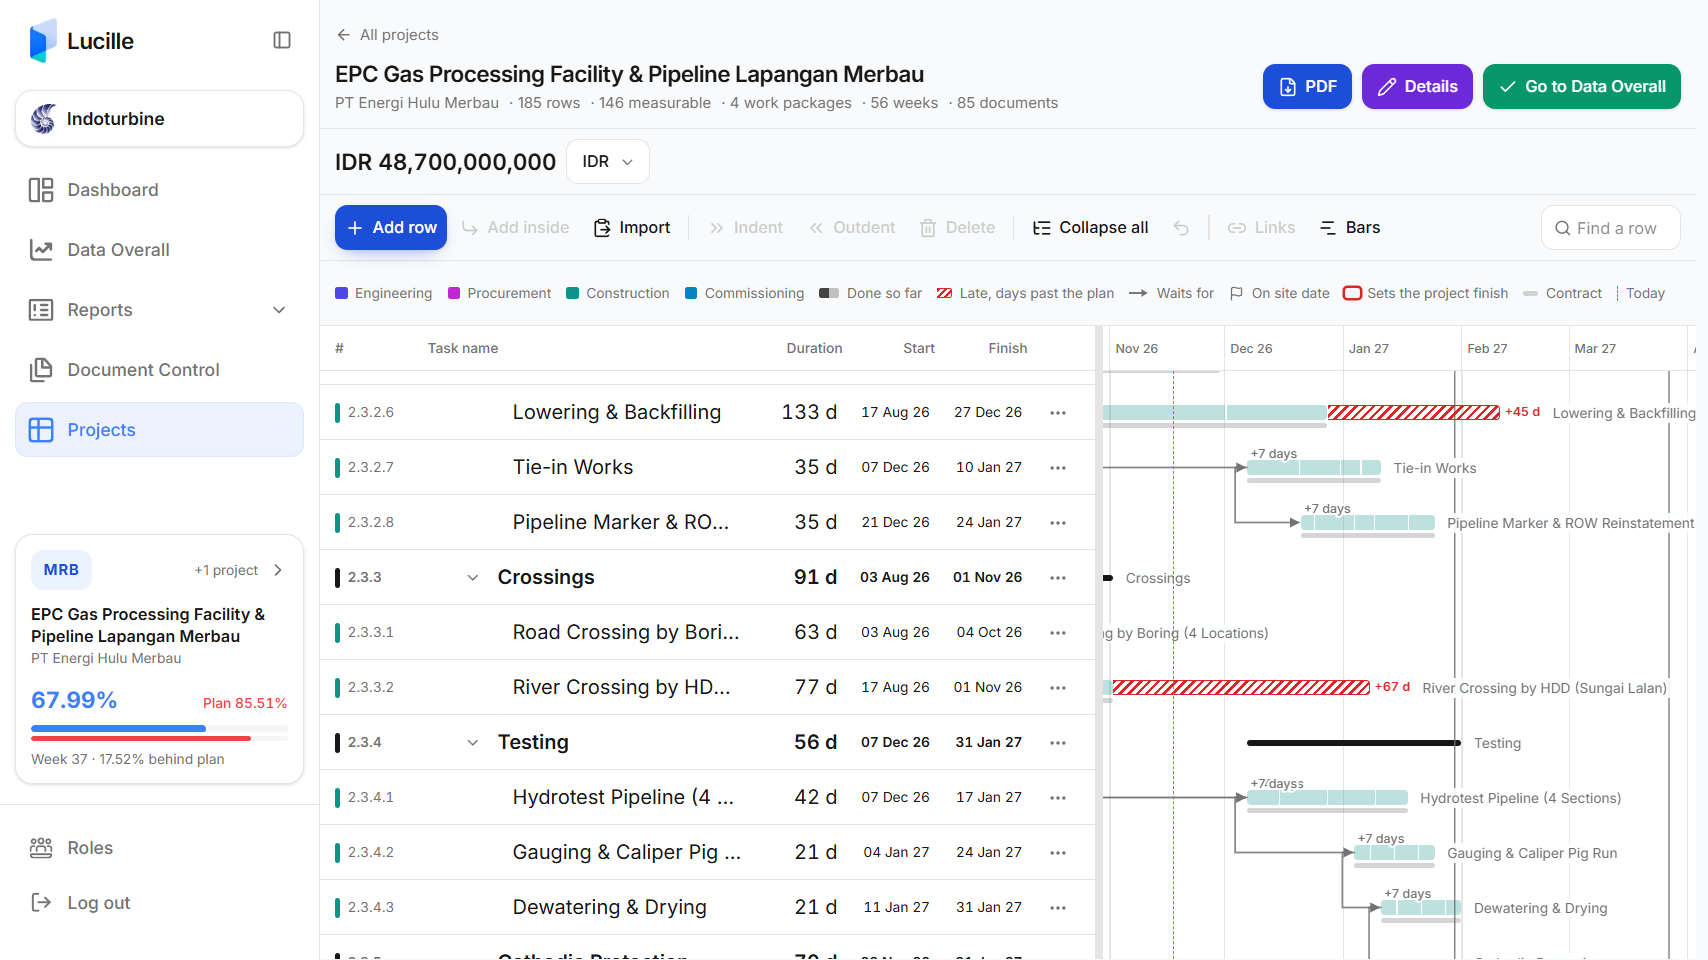 Lucille
Indoturbine
Dashboard
Data Overall
Reports
Document Control
Projects
MRB
+1 project
EPC Gas Processing Facility &
Pipeline Lapangan Merbau
PT Energi Hulu Merbau
67.99%
Plan 85.51%
Week 37 · 17.52% behind plan
Roles
Log out
All projects
EPC Gas Processing Facility & Pipeline Lapangan Merbau
PT Energi Hulu Merbau · 185 rows · 146 measurable · 4 work packages · 56 weeks · 85 documents
PDF
Details
Go to Data Overall
IDR 48,700,000,000
IDR
Add row
Add inside
Import
Indent
Outdent
Delete
Collapse all
Links
Bars
Find a row
Engineering
Procurement
Construction
Commissioning
Done so far
Late, days past the plan
Waits for
On site date
Sets the project finish
Contract
Today
# Task name Duration Start Finish
Nov 26 Dec 26 Jan 27 Feb 27 Mar 27
2.3.2.6 Lowering & Backfilling 133 d 17 Aug 26 27 Dec 26 ···
+45 d Lowering & Backfilling
2.3.2.7 Tie-in Works 35 d 07 Dec 26 10 Jan 27 ···
+7 days
Tie-in Works
2.3.2.8 Pipeline Marker & RO... 35 d 21 Dec 26 24 Jan 27 ···
+7 days
Pipeline Marker & ROW Reinstatement
2.3.3 Crossings 91 d 03 Aug 26 01 Nov 26 ···
Crossings
2.3.3.1 Road Crossing by Bori... 63 d 03 Aug 26 04 Oct 26 ···
by Boring (4 Locations)
2.3.3.2 River Crossing by HD... 77 d 17 Aug 26 01 Nov 26 ···
+67 d River Crossing by HDD (Sungai Lalan)
2.3.4 Testing 56 d 07 Dec 26 31 Jan 27 ···
Testing
2.3.4.1 Hydrotest Pipeline (4 ... 42 d 07 Dec 26 17 Jan 27 ···
Hydrotest Pipeline (4 Sections)
2.3.4.2 Gauging & Caliper Pig ... 21 d 04 Jan 27 24 Jan 27 ···
+7 days
Gauging & Caliper Pig Run
2.3.4.3 Dewatering & Drying 21 d 11 Jan 27 31 Jan 27 ···
+7 days
Dewatering & Drying